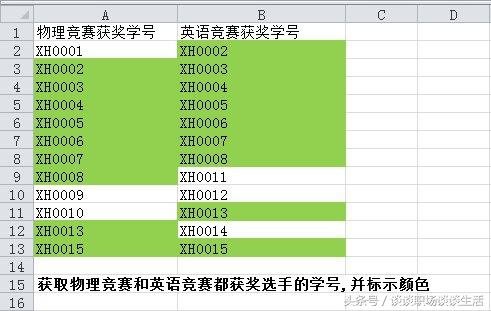 A B C D
1 物理竞赛获奖学号 英语竞赛获奖学号
2 XH0001 XH0002
3 XH0002 XH0003
4 XH0003 XH0004
5 XH0004 XH0005
6 XH0005 XH0006
7 XH0006 XH0007
8 XH0007 XH0008
9 XH0008 XH0011
10 XH0009 XH0012
11 XH0010 XH0013
12 XH0013 XH0014
13 XH0015 XH0015
14
15 获取物理竞赛和英语竞赛都获奖选手的学号,并标示颜色
16 头条号/谈谈职场谈谈生活